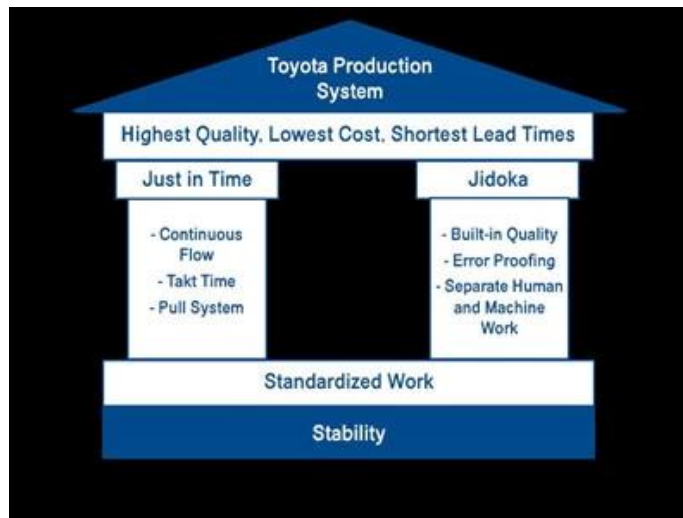 Toyota Production
System
Highest Quality, Lowest Cost, Shortest Lead Times
Just in Time
- Continuous
Flow
- Takt Time
- Pull System
Jidoka
- Built-in Quality
- Error Proofing
- Separate Human
and Machine
Work
Standardized Work
Stability